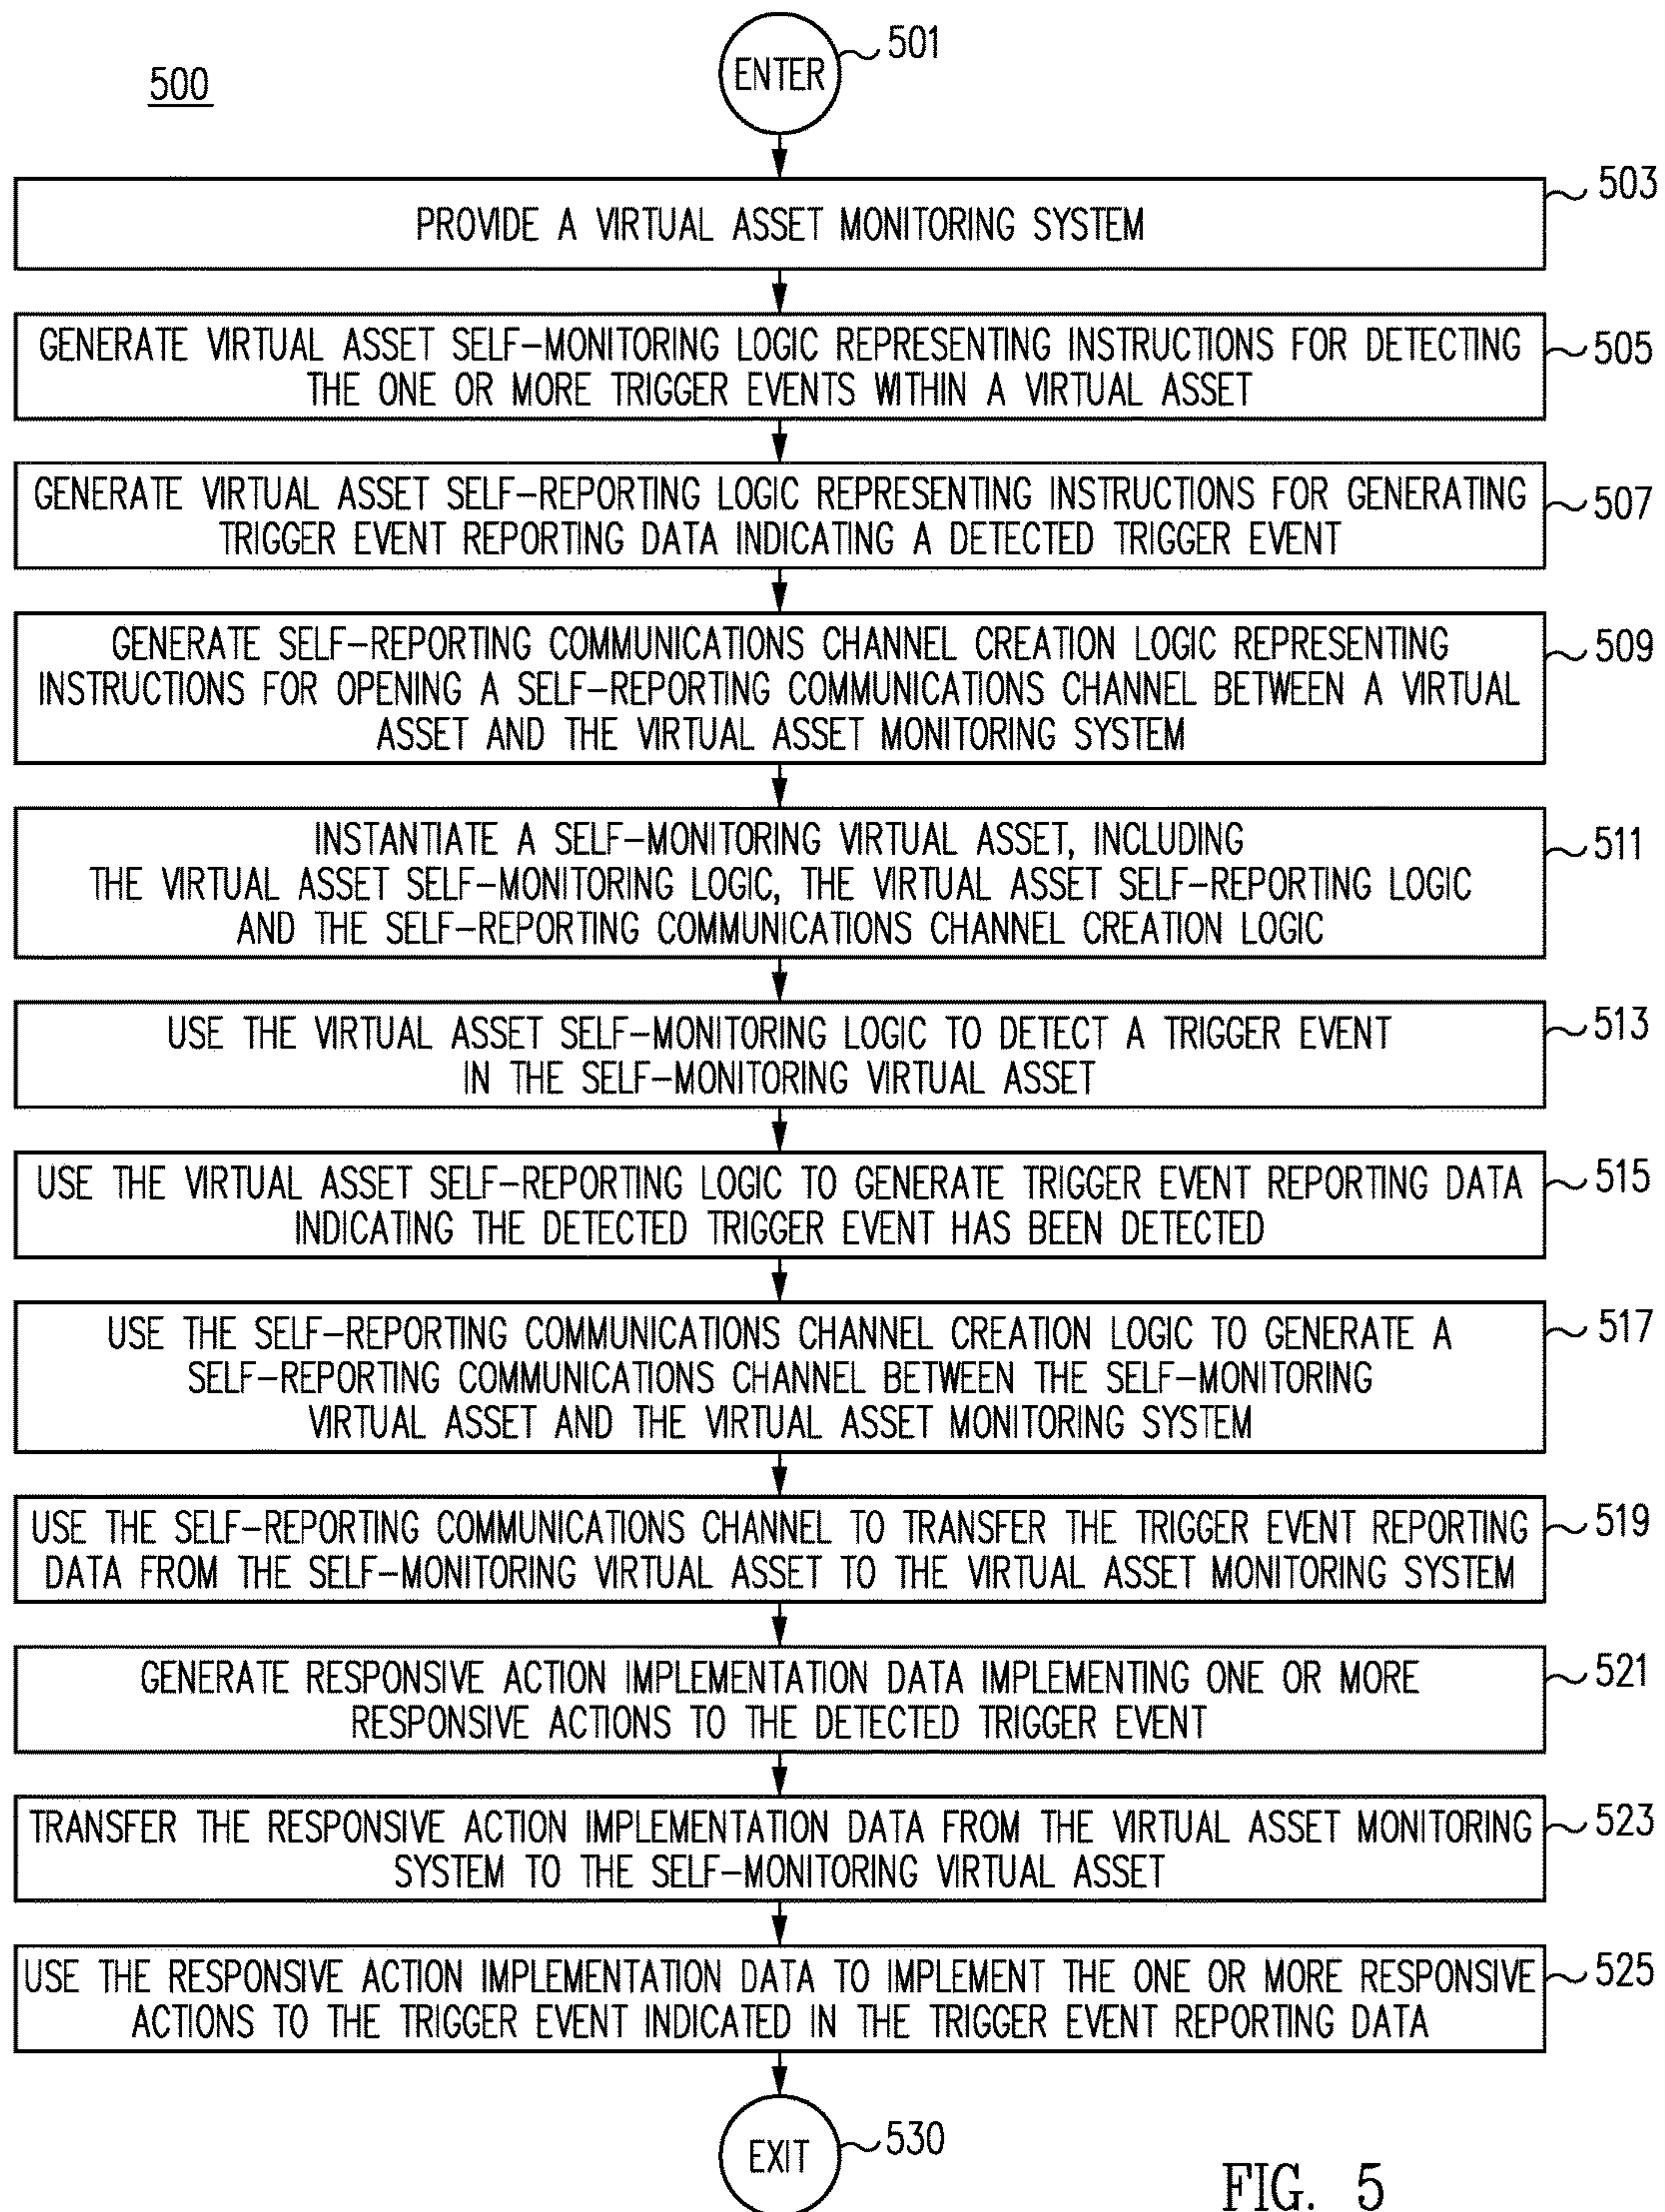 501
500
ENTER
503
PROVIDE A VIRTUAL ASSET MONITORING SYSTEM
GENERATE VIRTUAL ASSET SELF-MONITORING LOGIC REPRESENTING INSTRUCTIONS FOR DETECTING
THE ONE OR MORE TRIGGER EVENTS WITHIN A VIRTUAL ASSET
505
GENERATE VIRTUAL ASSET SELF-REPORTING LOGIC REPRESENTING INSTRUCTIONS FOR GENERATING
TRIGGER EVENT REPORTING DATA INDICATING A DETECTED TRIGGER EVENT
507
GENERATE SELF-REPORTING COMMUNICATIONS CHANNEL CREATION LOGIC REPRESENTING
INSTRUCTIONS FOR OPENING A SELF-REPORTING COMMUNICATIONS CHANNEL BETWEEN A VIRTUAL
ASSET AND THE VIRTUAL ASSET MONITORING SYSTEM
509
INSTANTIATE A SELF-MONITORING VIRTUAL ASSET, INCLUDING
THE VIRTUAL ASSET SELF-MONITORING LOGIC, THE VIRTUAL ASSET SELF-REPORTING LOGIC
AND THE SELF-REPORTING COMMUNICATIONS CHANNEL CREATION LOGIC
511
USE THE VIRTUAL ASSET SELF-MONITORING LOGIC TO DETECT A TRIGGER EVENT
IN THE SELF-MONITORING VIRTUAL ASSET
513
USE THE VIRTUAL ASSET SELF-REPORTING LOGIC TO GENERATE TRIGGER EVENT REPORTING DATA
INDICATING THE DETECTED TRIGGER EVENT HAS BEEN DETECTED
515
USE THE SELF-REPORTING COMMUNICATIONS CHANNEL CREATION LOGIC TO GENERATE A
SELF-REPORTING COMMUNICATIONS CHANNEL BETWEEN THE SELF-MONITORING
VIRTUAL ASSET AND THE VIRTUAL ASSET MONITORING SYSTEM
517
USE THE SELF-REPORTING COMMUNICATIONS CHANNEL TO TRANSFER THE TRIGGER EVENT REPORTING
DATA FROM THE SELF-MONITORING VIRTUAL ASSET TO THE VIRTUAL ASSET MONITORING SYSTEM
519
GENERATE RESPONSIVE ACTION IMPLEMENTATION DATA IMPLEMENTING ONE OR MORE
RESPONSIVE ACTIONS TO THE DETECTED TRIGGER EVENT
521
TRANSFER THE RESPONSIVE ACTION IMPLEMENTATION DATA FROM THE VIRTUAL ASSET MONITORING
SYSTEM TO THE SELF-MONITORING VIRTUAL ASSET
523
USE THE RESPONSIVE ACTION IMPLEMENTATION DATA TO IMPLEMENT THE ONE OR MORE RESPONSIVE
ACTIONS TO THE TRIGGER EVENT INDICATED IN THE TRIGGER EVENT REPORTING DATA
525
EXIT
530
FIG. 5